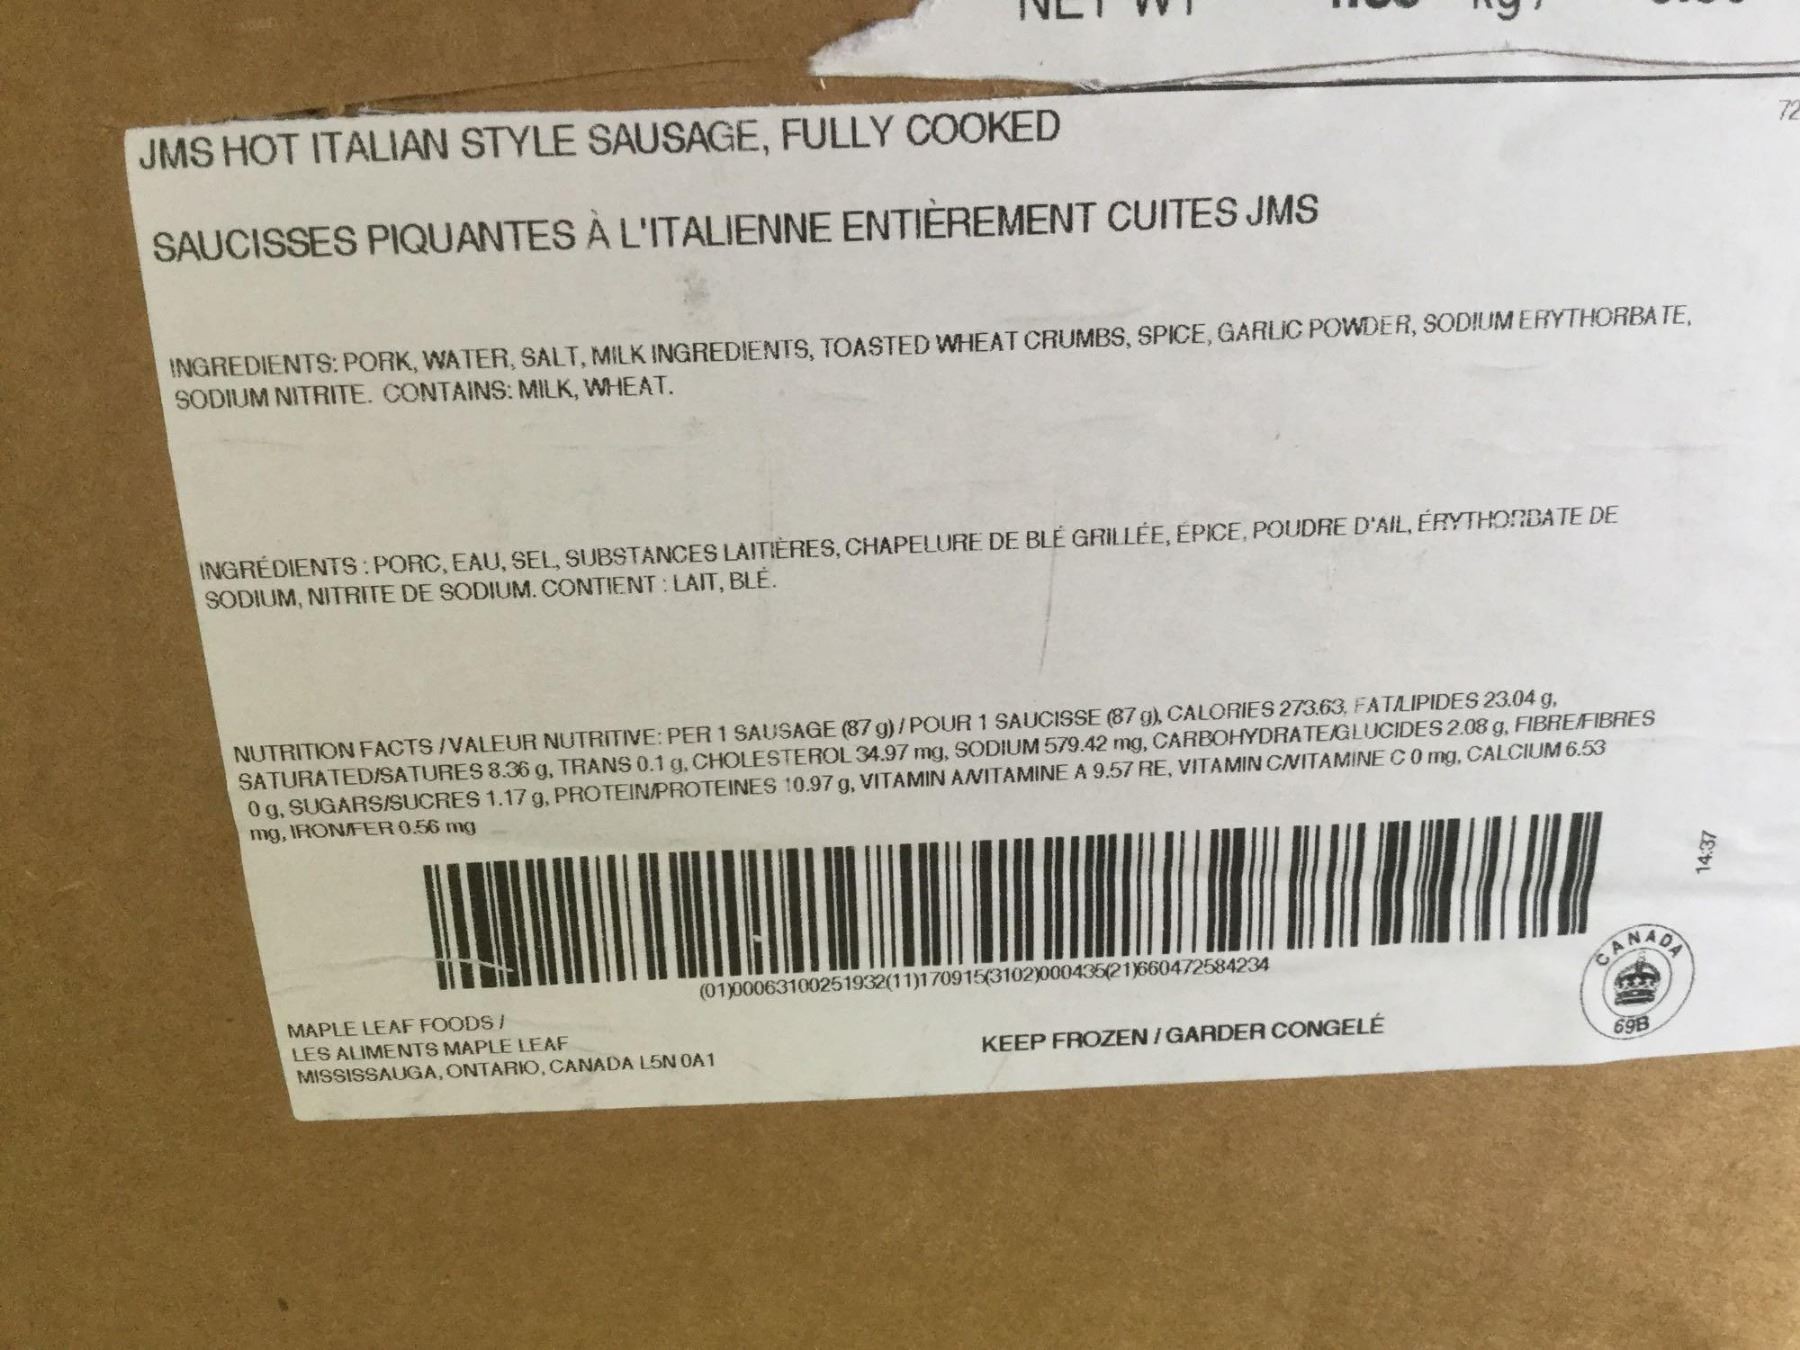 NET WT kg /
72
JMS HOT ITALIAN STYLE SAUSAGE, FULLY COOKED
SAUCISSES PIQUANTES À L'ITALIENNE ENTIÈREMENT CUITES JMS
INGREDIENTS: PORK, WATER, SALT, MILK INGREDIENTS, TOASTED WHEAT CRUMBS, SPICE, GARLIC POWDER, SODIUM ERYTHORBATE,
SODIUM NITRITE. CONTAINS: MILK, WHEAT.
INGRÉDIENTS : PORC, EAU, SEL, SUBSTANCES LAITIÈRES, CHAPELURE DE BLÉ GRILLÉE, ÉPICE, POUDRE D'AIL, ÉRYTHORBATE DE
SODIUM, NITRITE DE SODIUM. CONTIENT : LAIT, BLÉ.
NUTRITION FACTS / VALEUR NUTRITIVE: PER 1 SAUSAGE (87 g) / POUR 1 SAUCISSE (87 g), CALORIES 273.63, FAT/LIPIDES 23.04 g,
SATURATED/SATURES 8.36 g, TRANS 0.1 g, CHOLESTEROL 34.97 mg, SODIUM 579.42 mg, CARBOHYDRATE/GLUCIDES 2.08 g, FIBRE/FIBRES
0 g, SUGARS/SUCRES 1.17 g, PROTEIN/PROTEINES 10.97 g, VITAMIN A/VITAMINE A 9.57 RE, VITAMIN C/VITAMINE C 0 mg, CALCIUM 6.53
mg, IRON/FER 0.56 mg
14:37
(01)00063100251932(11)170915(3102)000435(21)660472584234
CANADA
69B
MAPLE LEAF FOODS /
LES ALIMENTS MAPLE LEAF
MISSISSAUGA, ONTARIO, CANADA L5N 0A1
KEEP FROZEN / GARDER CONGELÉ